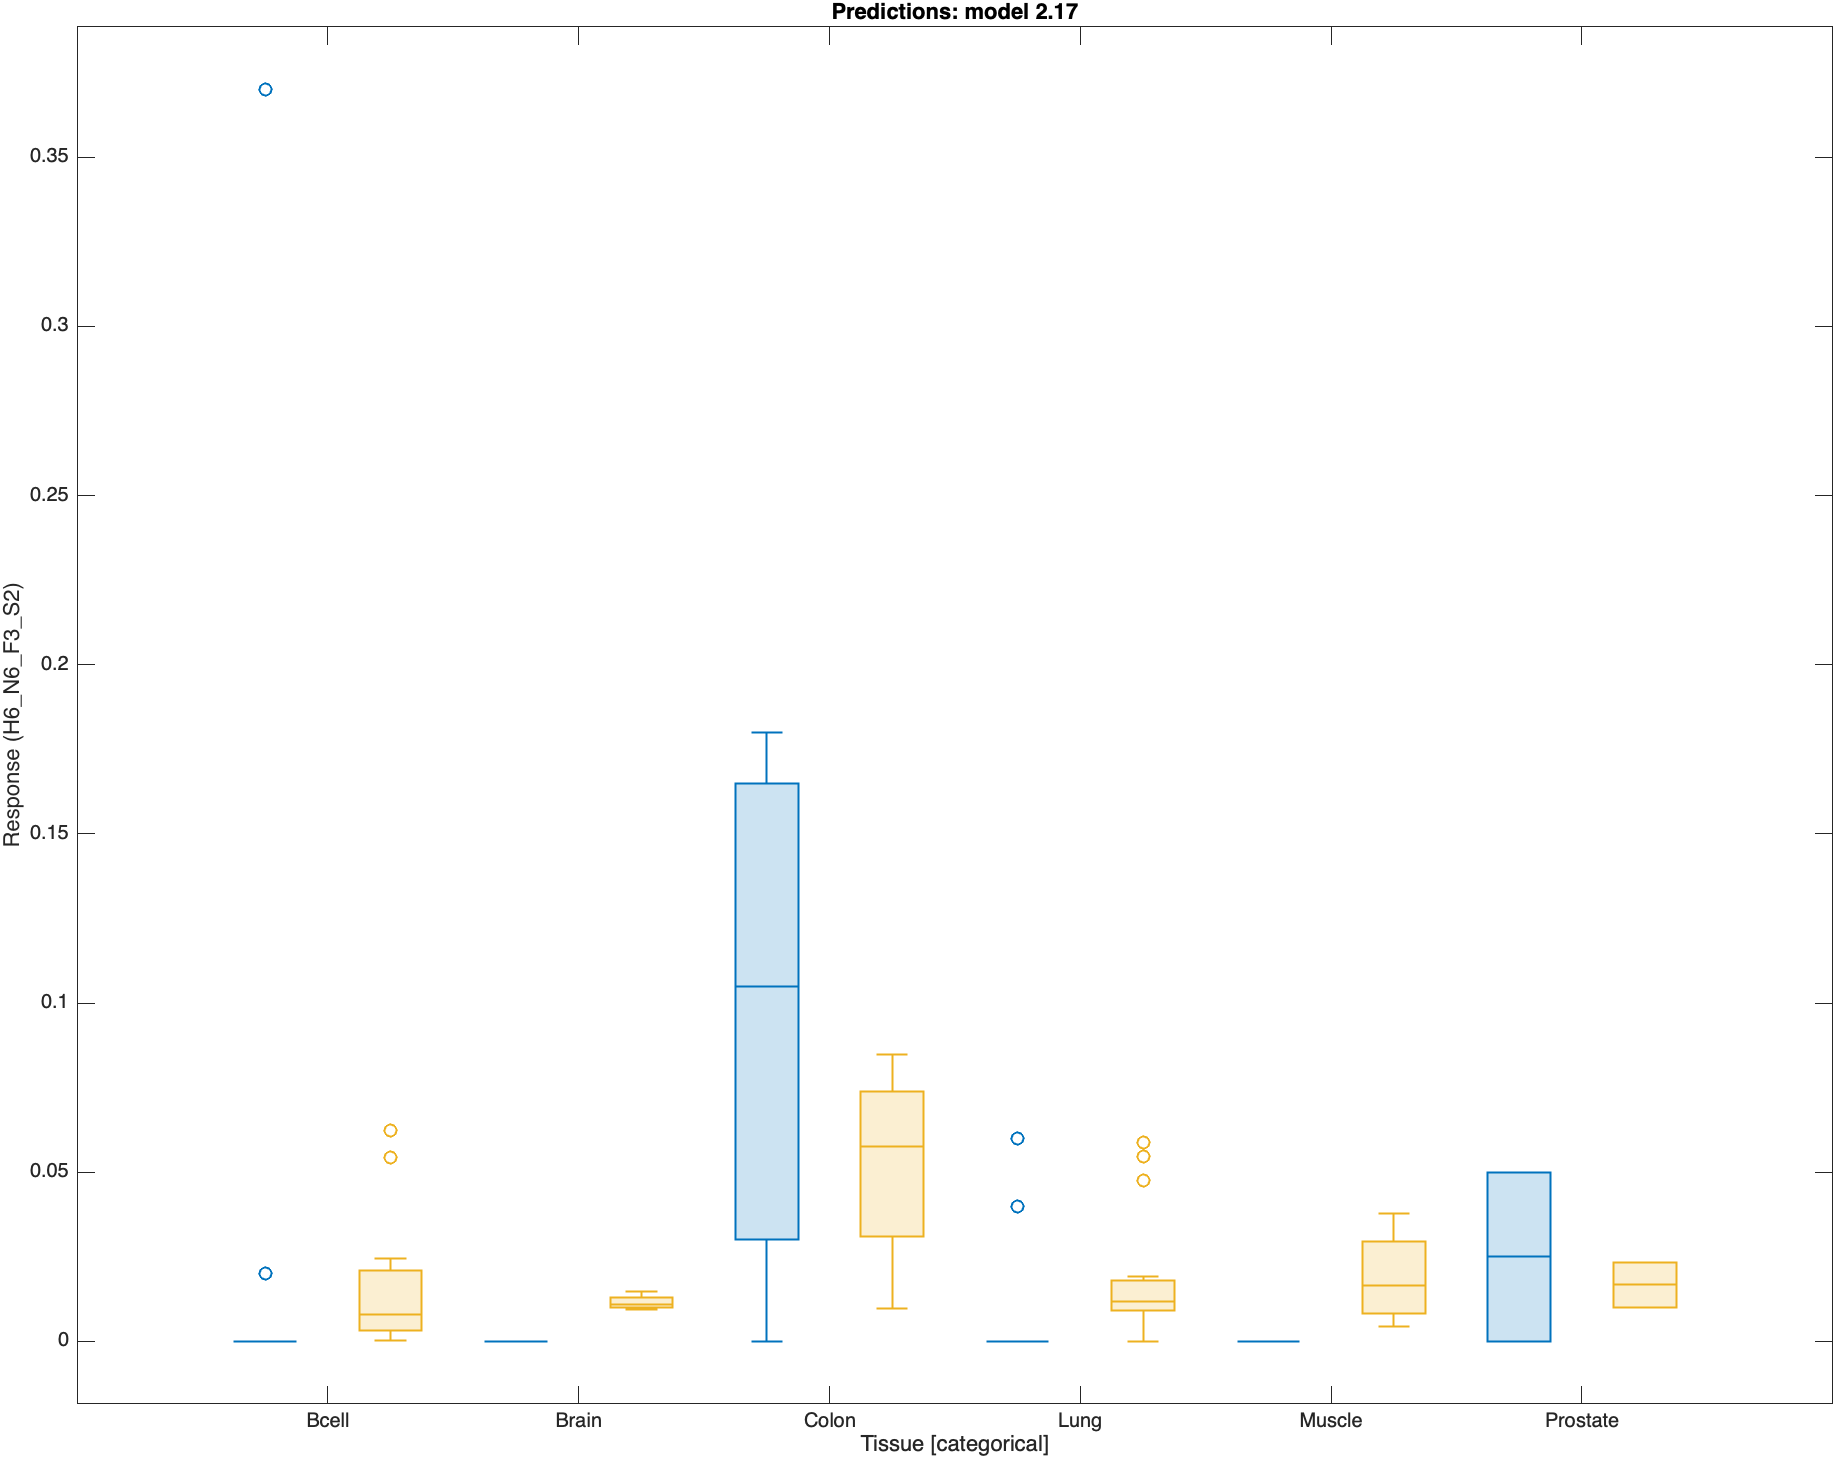 Predictions: model 2.17
Response (H6_N6_F3_S2)
0.35
0.3
0.25
0.2
0.15
0.1
0.05
0
Bcell Brain Colon Lung Muscle Prostate
Tissue [categorical]